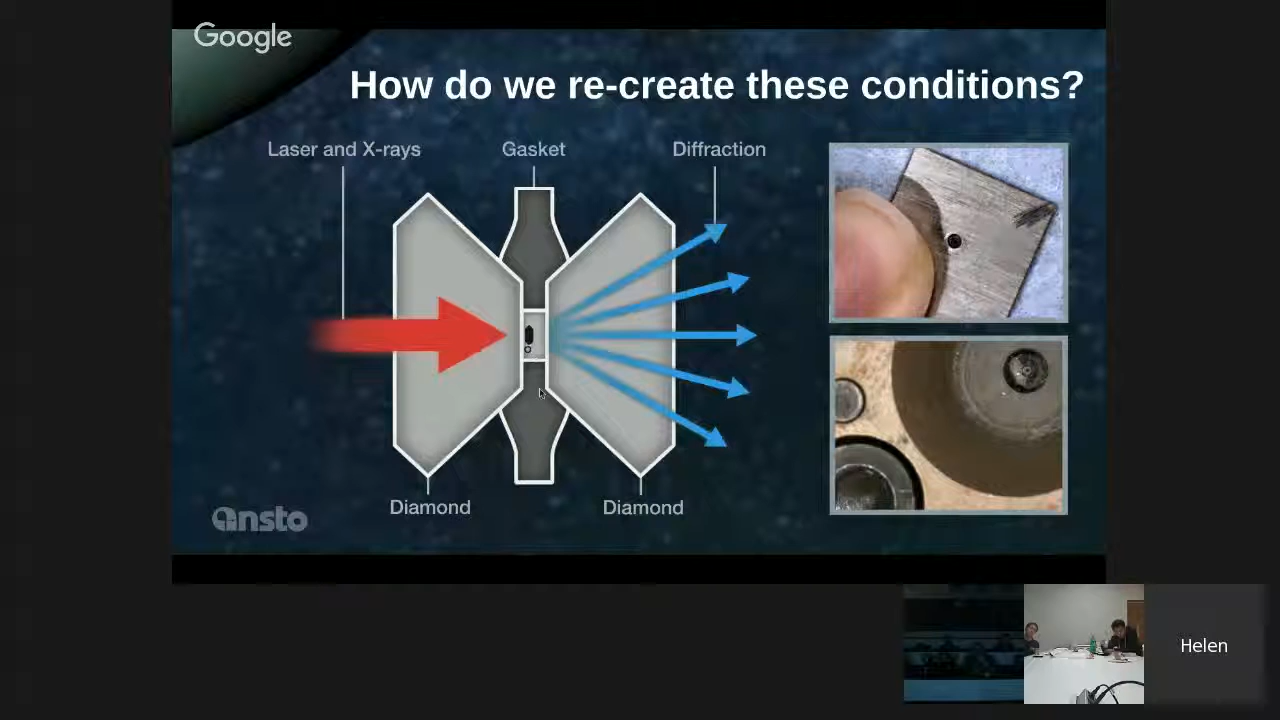 Google
How do we re-create these conditions?
Laser and X-rays
Gasket
Diffraction
Diamond
Diamond
ansto
Helen